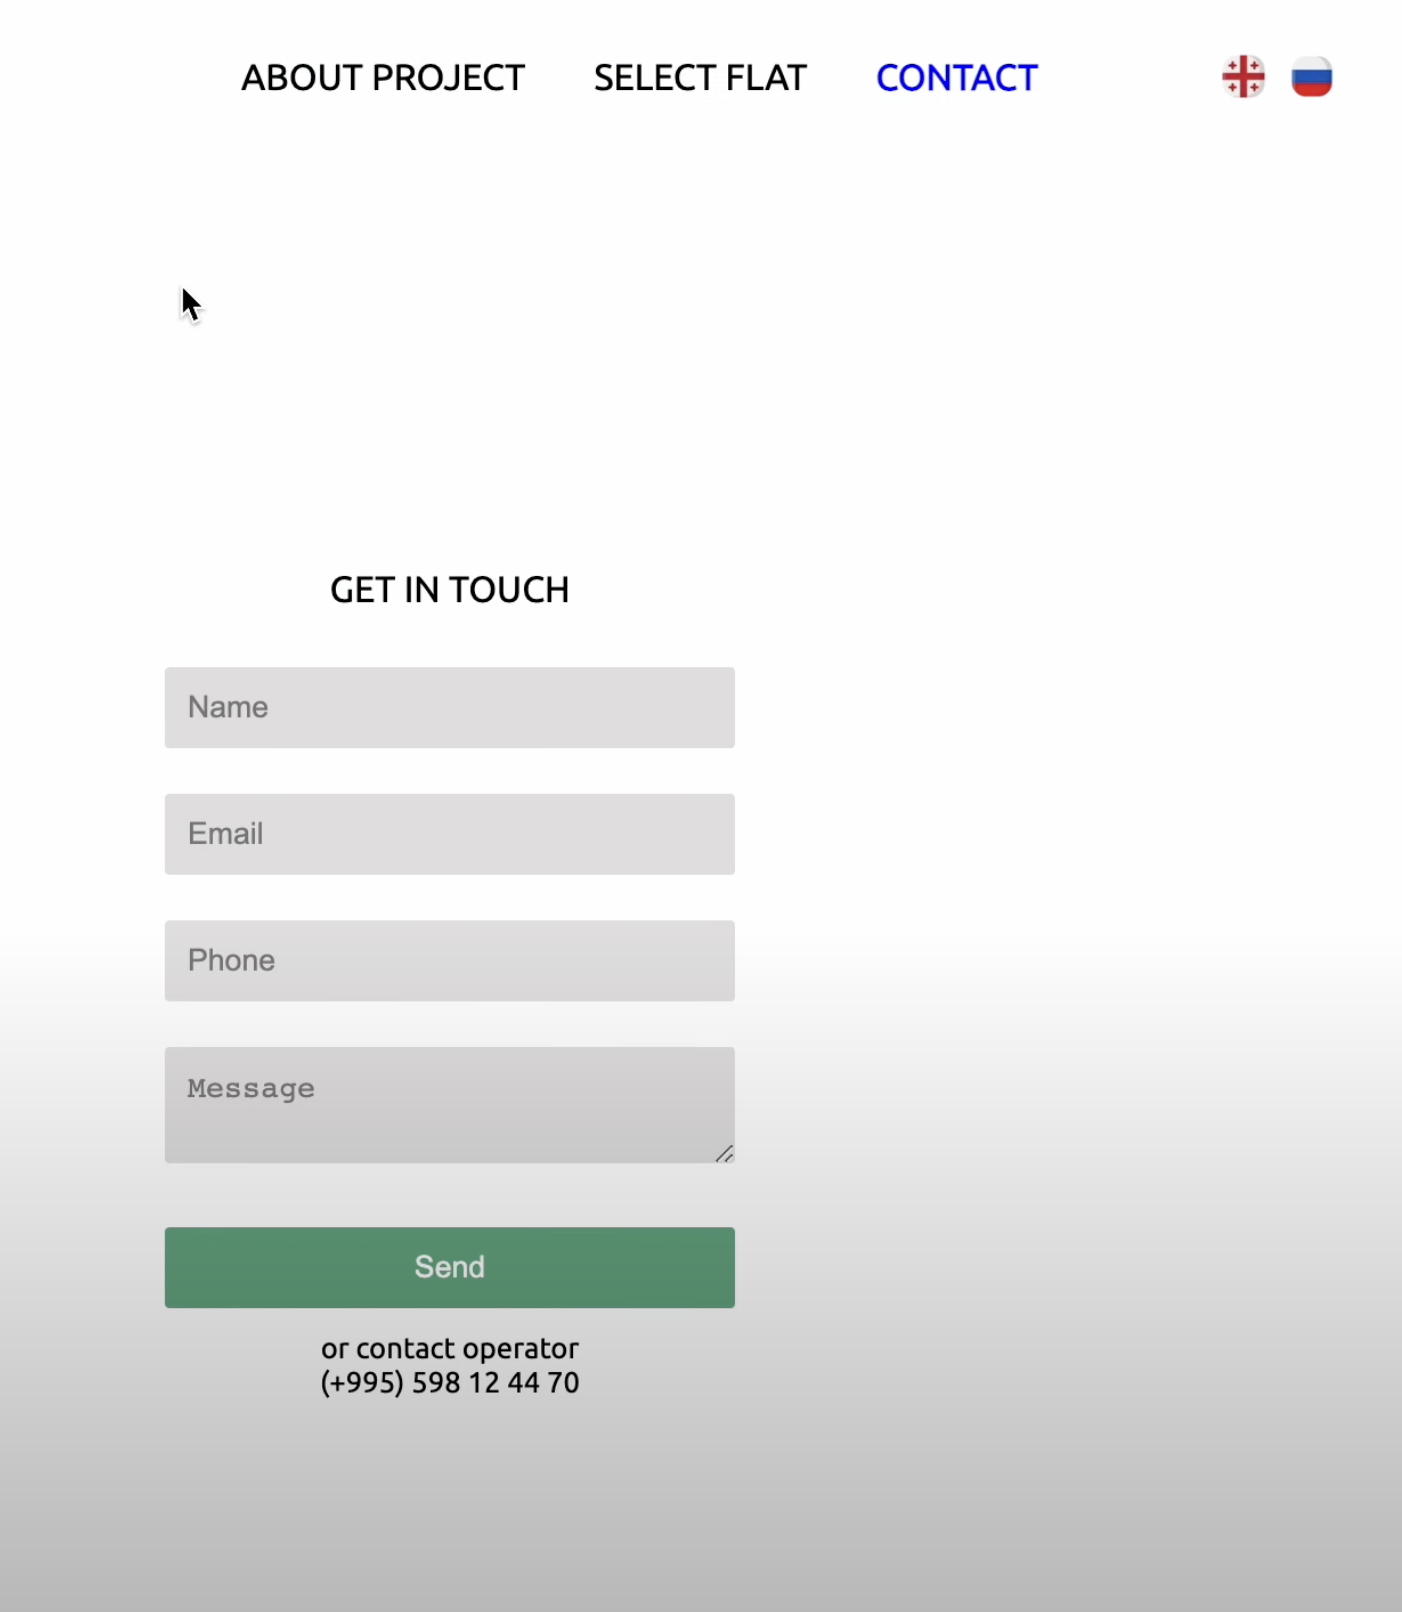 ABOUT PROJECT SELECT FLAT CONTACT
GET IN TOUCH
Name
Email
Phone
Message
Send
or contact operator
(+995) 598 12 44 70